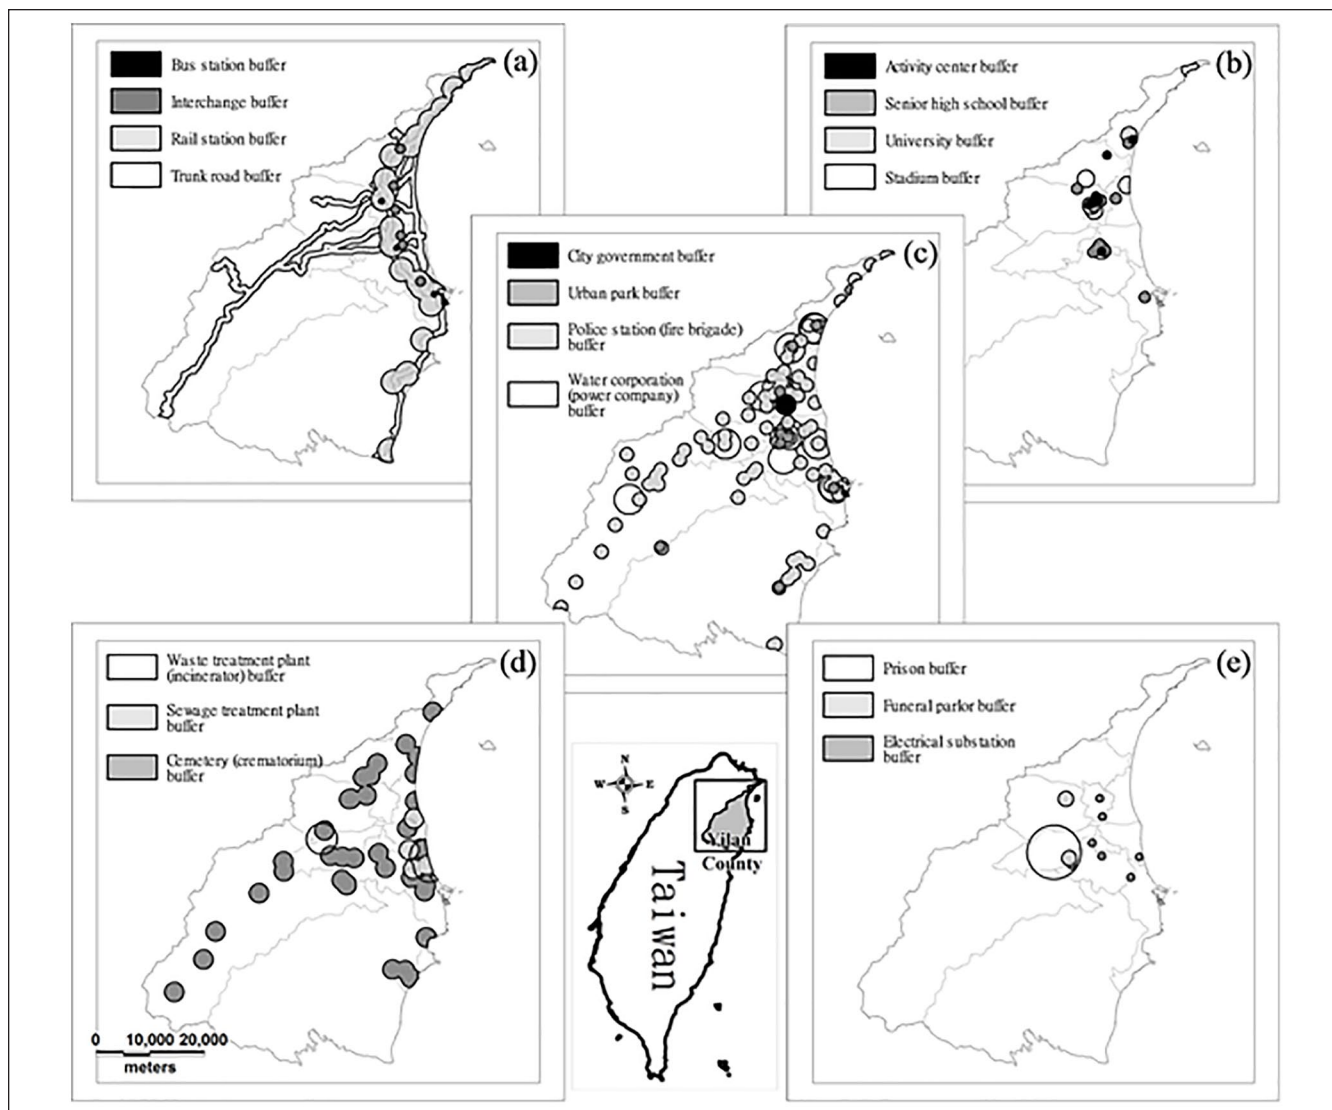 (a)
Bus station buffer
Interchange buffer
Rail station buffer
Trunk road buffer
(b)
Activity center buffer
Senior high school buffer
University buffer
Stadium buffer
(c)
City government buffer
Urban park buffer
Police station (fire brigade)
buffer
Water corporation
(power company)
buffer
(d)
Waste treatment plant
(incinerator) buffer
Sewage treatment plant
buffer
Cemetery (crematorium)
buffer
0 10,000 20,000
meters
N
W E
S
Yilan
County
Taiwan
(e)
Prison buffer
Funeral parlor buffer
Electrical substation
buffer